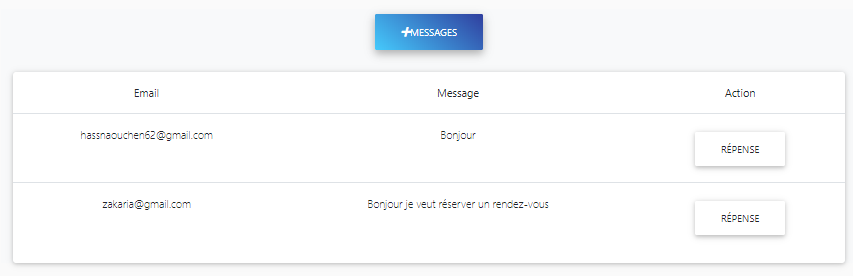 +MESSAGES
Email Message Action
hassnaouchen62@gmail.com Bonjour RÉPENSE
zakaria@gmail.com Bonjour je veut réserver un rendez-vous RÉPENSE